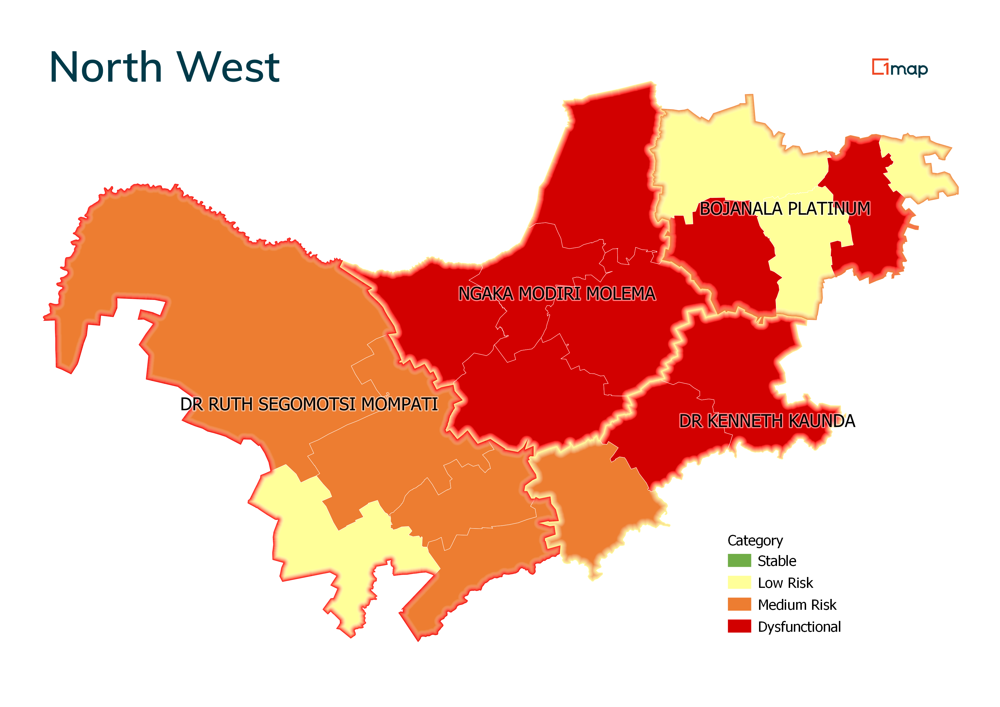 North West
1map
BOJANALA PLATINUM
NGAKA MODIRI MOLEMA
DR RUTH SEGOMOTSI MOMPATI
DR KENNETH KAUNDA
Category
Stable
Low Risk
Medium Risk
Dysfunctional